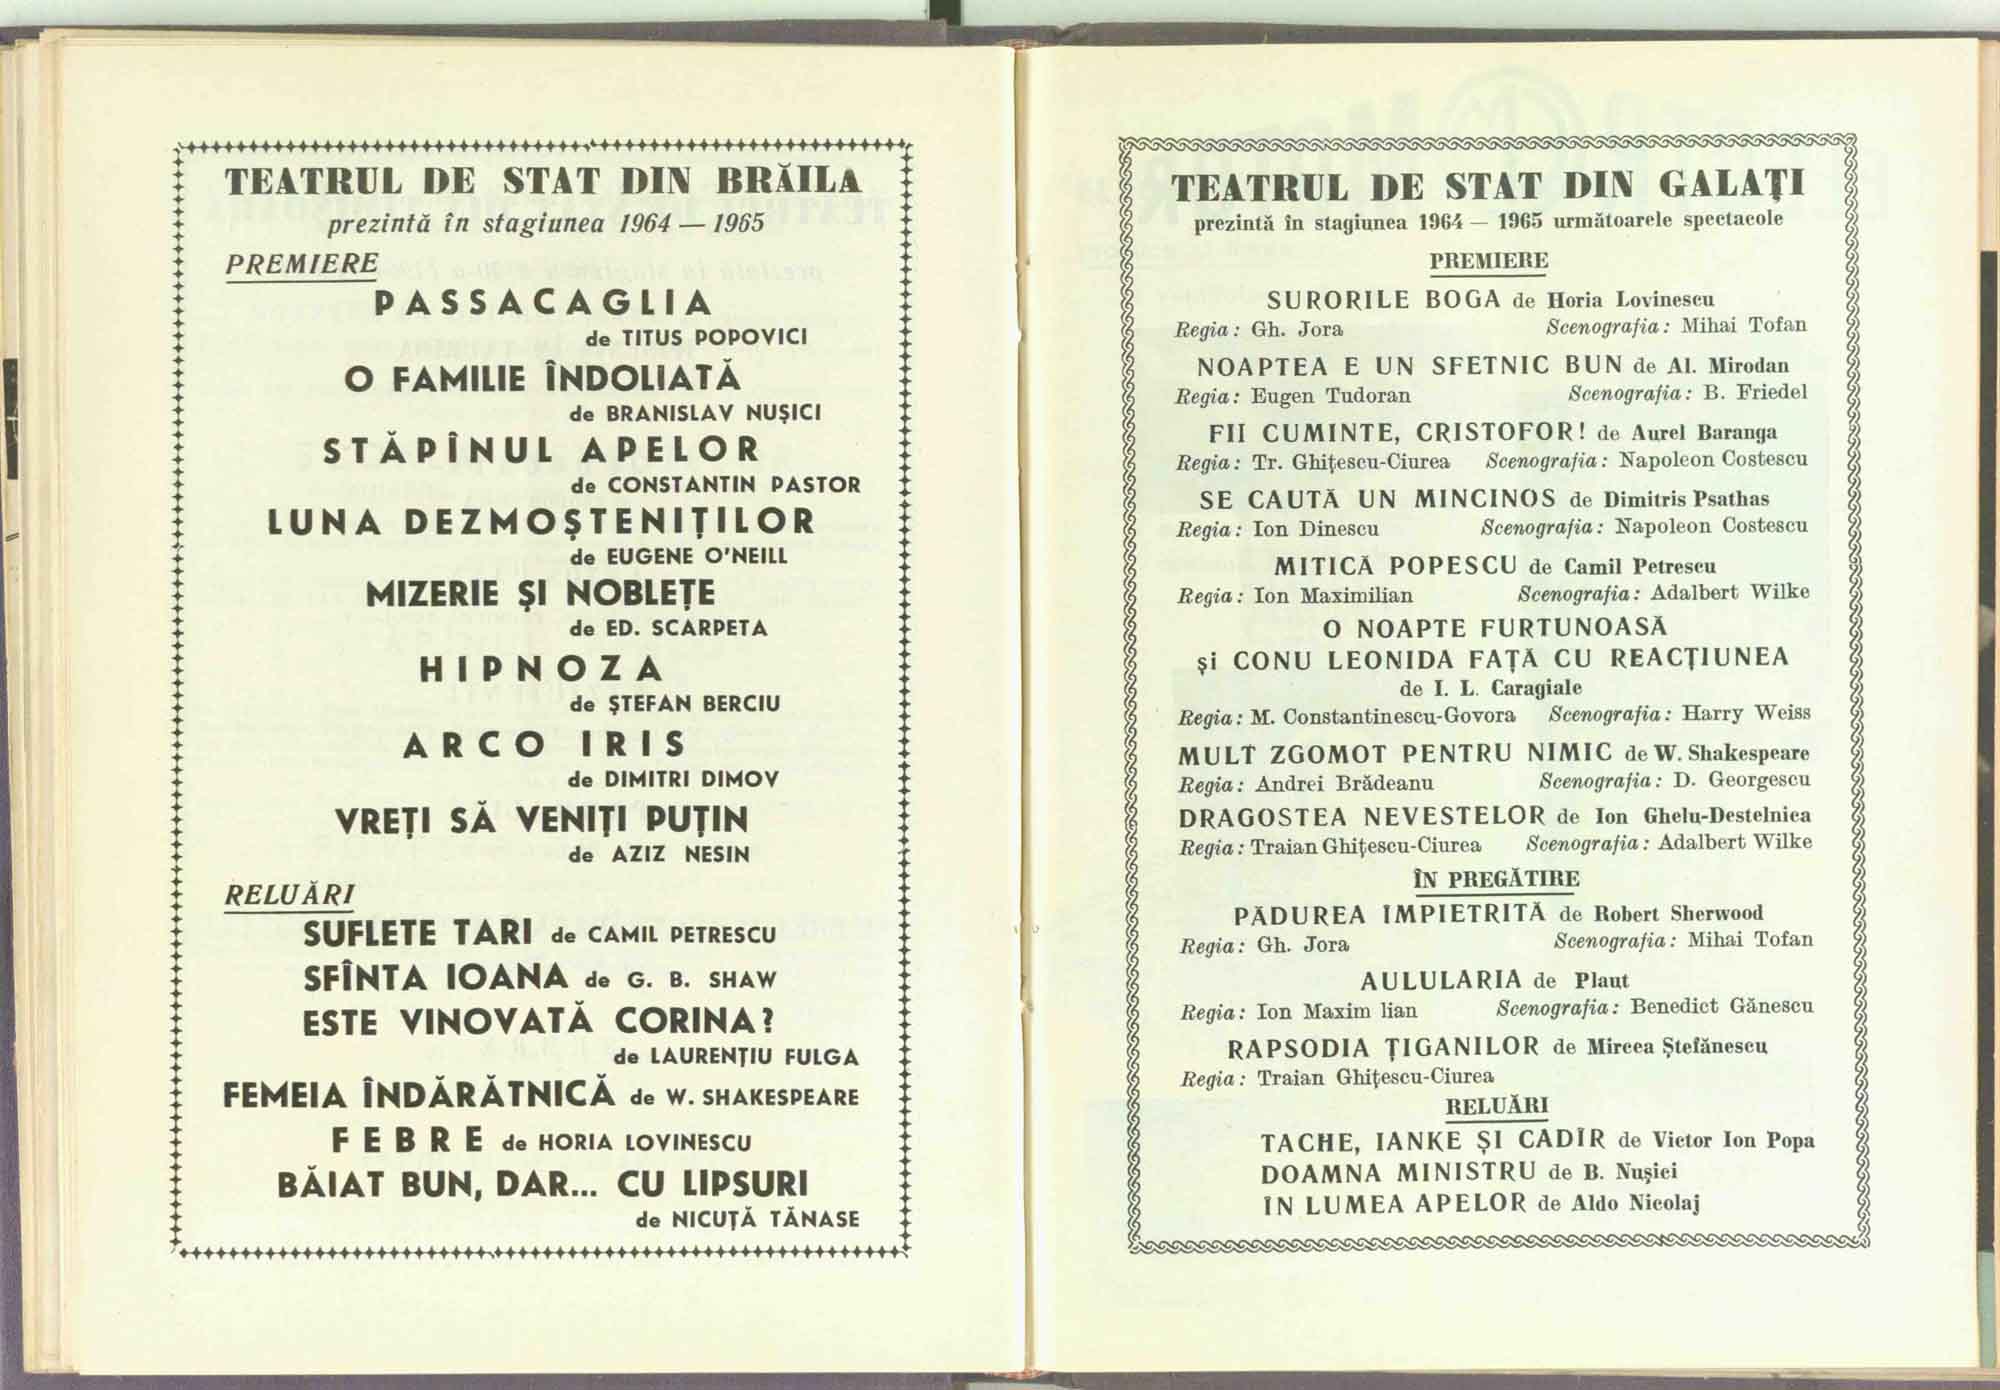 TEATRUL DE STAT DIN BRĂILA
prezintă în stagiunea 1964 — 1965
PREMIERE
PASSACAGLIA
de TITUS POPOVICI
O FAMILIE ÎNDOLIATĂ
de BRANISLAV NUȘICI
STĂPÎNUL APELOR
de CONSTANTIN PASTOR
LUNA DEZMOȘTENIȚILOR
de EUGENE O'NEILL
MIZERIE ȘI NOBLEȚE
de ED. SCARPETA
HIPNOZA
de ȘTEFAN BERCIU
ARCO IRIS
de DIMITRI DIMOV
VREȚI SĂ VENIȚI PUȚIN
de AZIZ NESIN
RELUĂRI
SUFLETE TARI de CAMIL PETRESCU
SFÎNTA IOANA de G. B. SHAW
ESTE VINOVATĂ CORINA?
de LAURENȚIU FULGA
FEMEIA ÎNDĂRĂTNICĂ de W. SHAKESPEARE
FEBRE de HORIA LOVINESCU
BĂIAT BUN, DAR... CU LIPSURI
de NICUȚĂ TĂNASE
TEATRUL DE STAT DIN GALAȚI
prezintă în stagiunea 1964 — 1965 următoarele spectacole
PREMIERE
SURORILE BOGA de Horia Lovinescu
Regia: Gh. Jora Scenografia: Mihai Tofan
NOAPTEA E UN SFETNIC BUN de Al. Mirodan
Regia: Eugen Tudoran Scenografia: B. Friedel
FII CUMINTE, CRISTOFOR! de Aurel Baranga
Regia: Tr. Ghițescu-Ciurea Scenografia: Napoleon Costescu
SE CAUTĂ UN MINCINOS de Dimitris Psathas
Regia: Ion Dinescu Scenografia: Napoleon Costescu
MITICĂ POPESCU de Camil Petrescu
Regia: Ion Maximilian Scenografia: Adalbert Wilke
O NOAPTE FURTUNOASĂ
și CONU LEONIDA FAȚĂ CU REACȚIUNEA
de I. L. Caragiale
Regia: M. Constantinescu-Govora Scenografia: Harry Weiss
MULT ZGOMOT PENTRU NIMIC de W. Shakespeare
Regia: Andrei Brădeanu Scenografia: D. Georgescu
DRAGOSTEA NEVESTELOR de Ion Ghelu-Destelnica
Regia: Traian Ghițescu-Ciurea Scenografia: Adalbert Wilke
ÎN PREGĂTIRE
PĂDUREA ÎMPIETRITĂ de Robert Sherwood
Regia: Gh. Jora Scenografia: Mihai Tofan
AULULARIA de Plaut
Regia: Ion Maxim lian Scenografia: Benedict Gănescu
RAPSODIA ȚIGANILOR de Mircea Ștefănescu
Regia: Traian Ghițescu-Ciurea
RELUĂRI
TACHE, IANKE ȘI CADÎR de Victor Ion Popa
DOAMNA MINISTRU de B. Nușici
ÎN LUMEA APELOR de Aldo Nicolaj